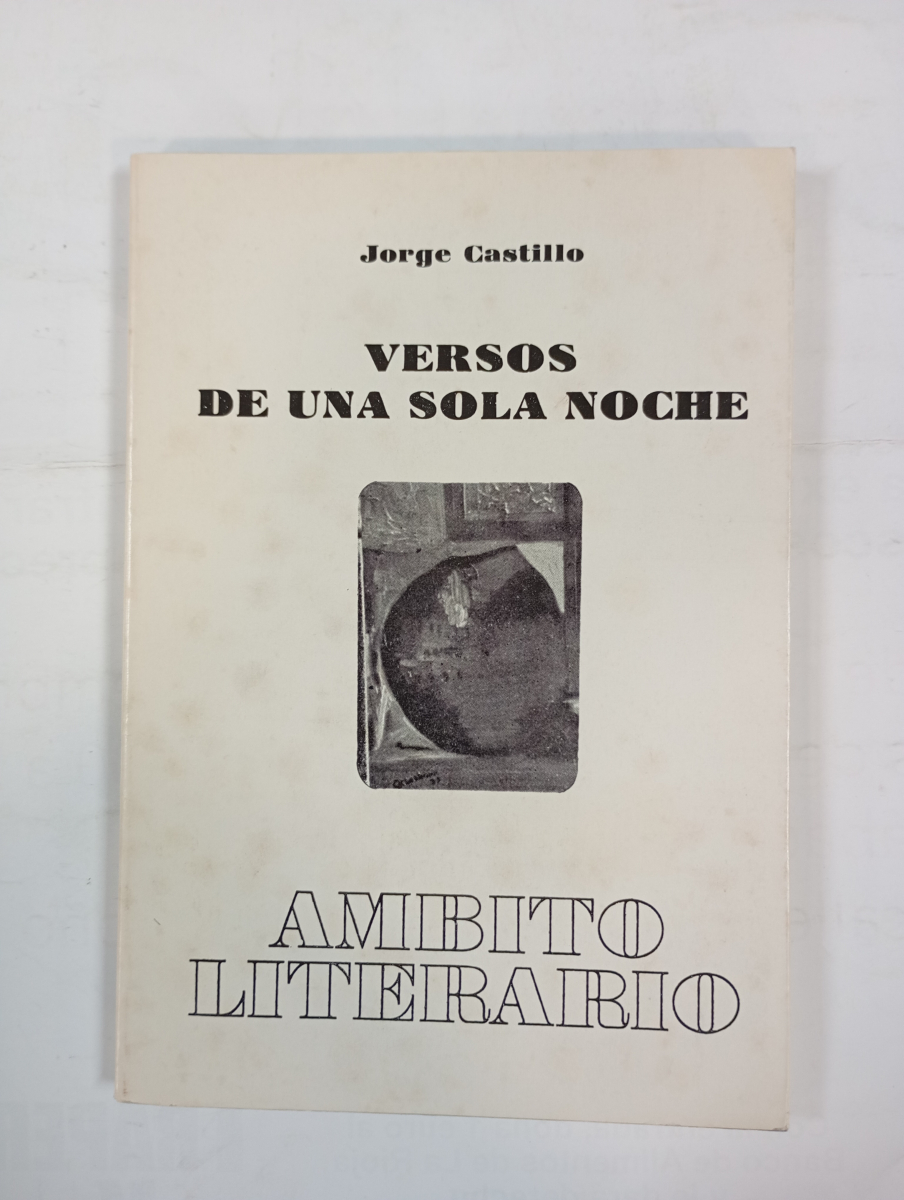 Jorge Castillo
VERSOS
DE UNA SOLA NOCHE
AMBITO
LITERARIO